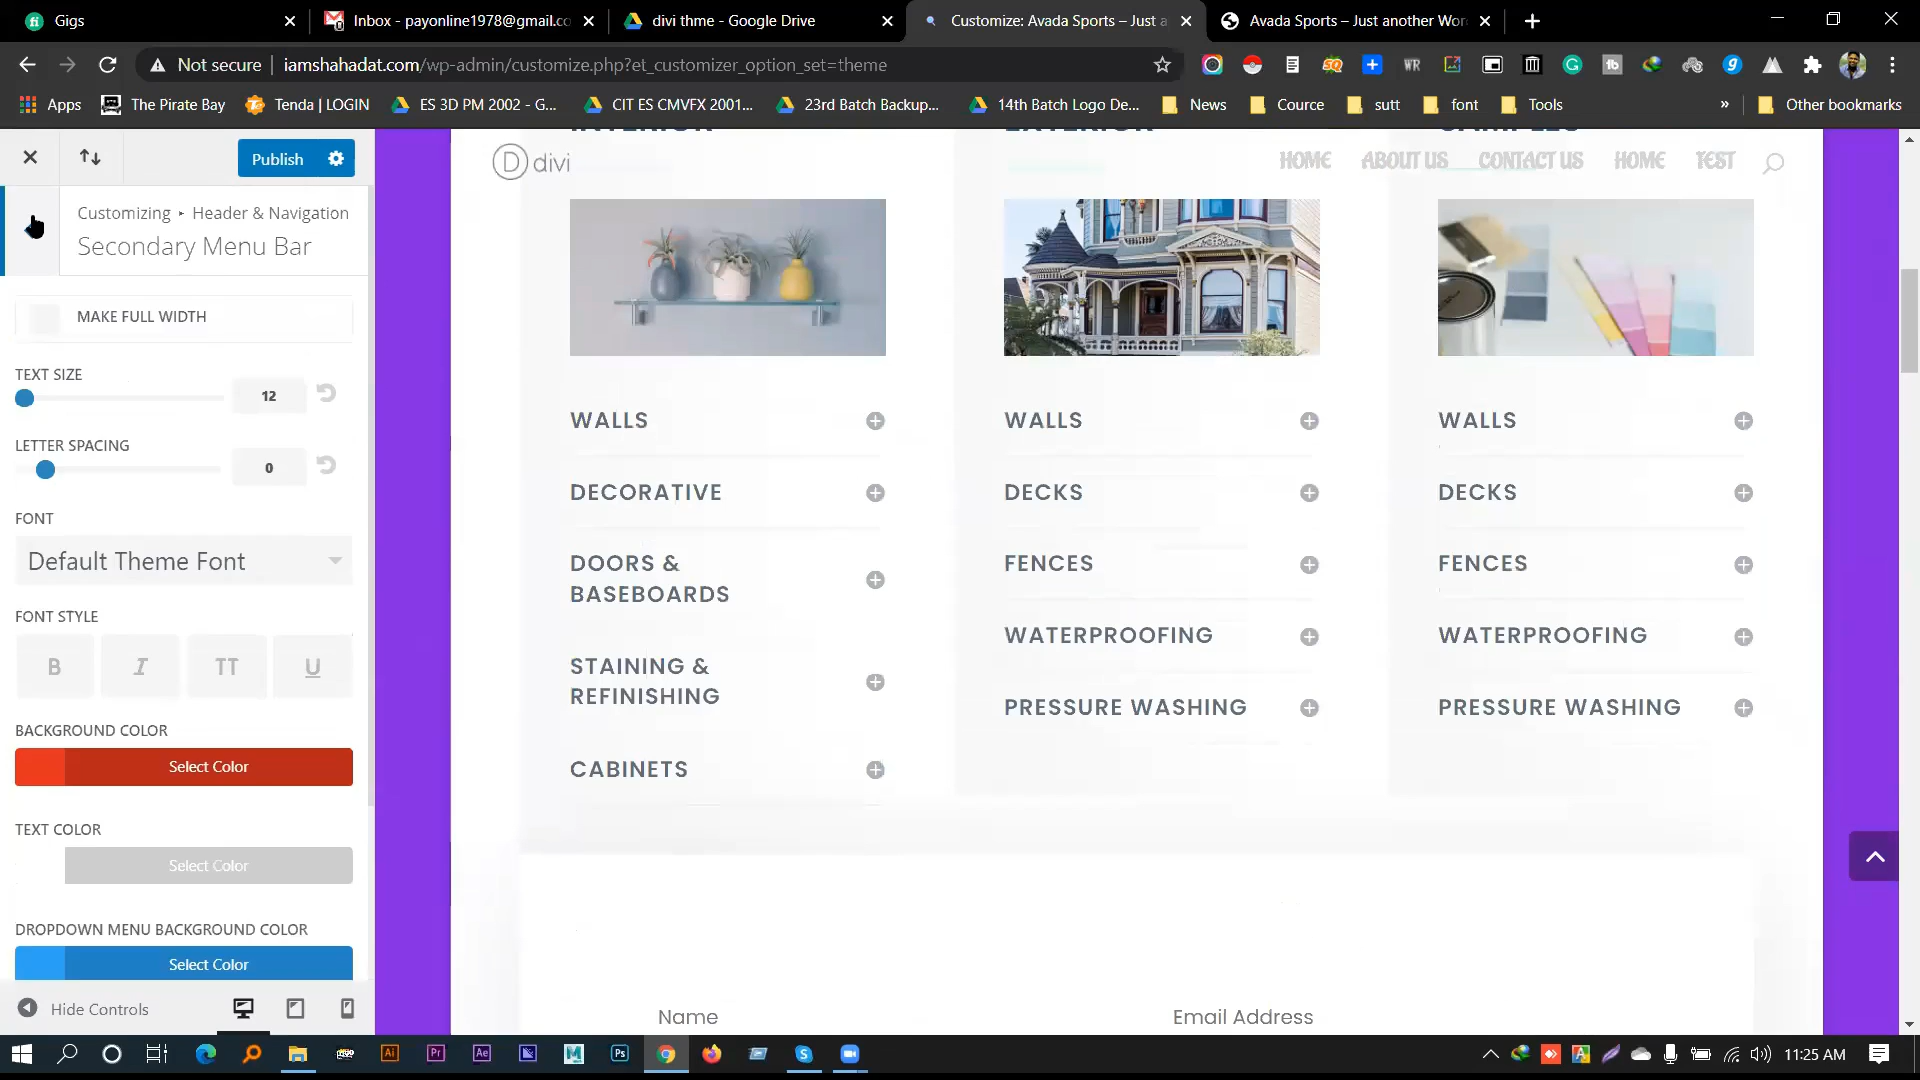 Gigs
Inbox - payonline1978@gmail.co
divi thme - Google Drive
Customize: Avada Sports – Just a
Avada Sports – Just another Wor
Not secure
iamshahadat.com/wp-admin/customize.php?et_customizer_option_set=theme
Apps
The Pirate Bay
Tenda | LOGIN
ES 3D PM 2002 - G...
CIT ES CMVFX 2001...
23rd Batch Backup...
14th Batch Logo De...
News
Cource
sutt
font
Tools
»
Other bookmarks
Publish
Customizing ▸ Header & Navigation
Secondary Menu Bar
MAKE FULL WIDTH
TEXT SIZE
12
LETTER SPACING
0
FONT
Default Theme Font
FONT STYLE
B
I
TT
U
BACKGROUND COLOR
Select Color
TEXT COLOR
Select Color
DROPDOWN MENU BACKGROUND COLOR
Select Color
Hide Controls
INTERIOR
EXTERIOR
SAMPLES
D divi
HOME
ABOUT US
CONTACT US
HOME
TEST
WALLS
DECORATIVE
DOORS &
BASEBOARDS
STAINING &
REFINISHING
CABINETS
WALLS
DECKS
FENCES
WATERPROOFING
PRESSURE WASHING
WALLS
DECKS
FENCES
WATERPROOFING
PRESSURE WASHING
Name
Email Address
11:25 AM